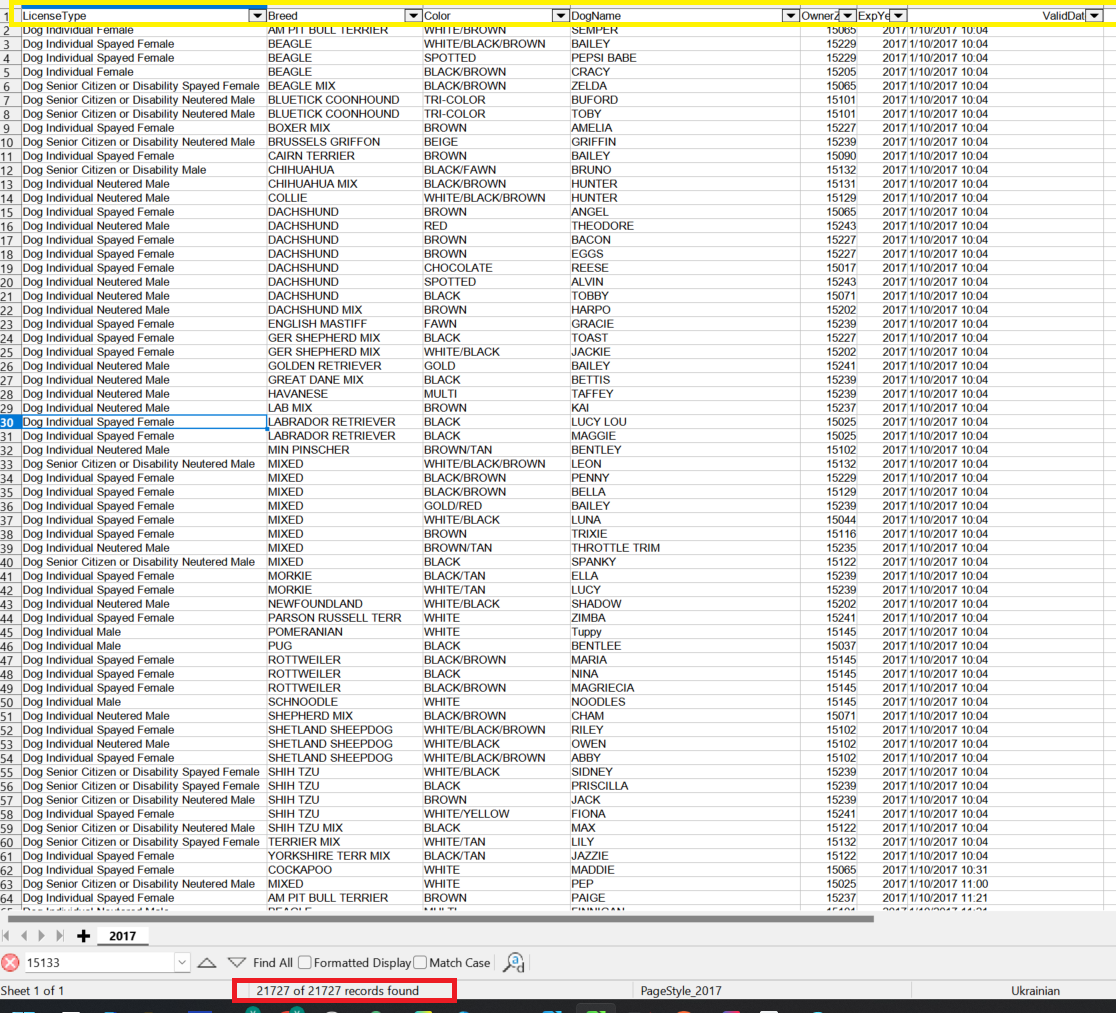 1 LicenseType Breed Color DogName OwnerZ ExpYe ValidDat
2 Dog Individual Female AM PIT BULL TERRIER WHITE/BROWN SEMPER 15065 2017 1/10/2017 10:04
3 Dog Individual Spayed Female BEAGLE WHITE/BLACK/BROWN BAILEY 15229 2017 1/10/2017 10:04
4 Dog Individual Spayed Female BEAGLE SPOTTED PEPSI BABE 15229 2017 1/10/2017 10:04
5 Dog Individual Female BEAGLE BLACK/BROWN CRACY 15205 2017 1/10/2017 10:04
6 Dog Senior Citizen or Disability Spayed Female BEAGLE MIX BLACK/BROWN ZELDA 15065 2017 1/10/2017 10:04
7 Dog Senior Citizen or Disability Neutered Male BLUETICK COONHOUND TRI-COLOR BUFORD 15101 2017 1/10/2017 10:04
8 Dog Senior Citizen or Disability Neutered Male BLUETICK COONHOUND TRI-COLOR TOBY 15101 2017 1/10/2017 10:04
9 Dog Individual Spayed Female BOXER MIX BROWN AMELIA 15227 2017 1/10/2017 10:04
10 Dog Senior Citizen or Disability Neutered Male BRUSSELS GRIFFON BEIGE GRIFFIN 15239 2017 1/10/2017 10:04
11 Dog Individual Spayed Female CAIRN TERRIER BROWN BAILEY 15090 2017 1/10/2017 10:04
12 Dog Senior Citizen or Disability Male CHIHUAHUA BLACK/FAWN BRUNO 15132 2017 1/10/2017 10:04
13 Dog Individual Neutered Male CHIHUAHUA MIX BLACK/BROWN HUNTER 15131 2017 1/10/2017 10:04
14 Dog Individual Neutered Male COLLIE WHITE/BLACK/BROWN HUNTER 15129 2017 1/10/2017 10:04
15 Dog Individual Spayed Female DACHSHUND BROWN ANGEL 15065 2017 1/10/2017 10:04
16 Dog Individual Neutered Male DACHSHUND RED THEODORE 15243 2017 1/10/2017 10:04
17 Dog Individual Spayed Female DACHSHUND BROWN BACON 15227 2017 1/10/2017 10:04
18 Dog Individual Spayed Female DACHSHUND BROWN EGGS 15227 2017 1/10/2017 10:04
19 Dog Individual Spayed Female DACHSHUND CHOCOLATE REESE 15017 2017 1/10/2017 10:04
20 Dog Individual Neutered Male DACHSHUND SPOTTED ALVIN 15243 2017 1/10/2017 10:04
21 Dog Individual Neutered Male DACHSHUND BLACK TOBBY 15071 2017 1/10/2017 10:04
22 Dog Individual Neutered Male DACHSHUND MIX BROWN HARPO 15202 2017 1/10/2017 10:04
23 Dog Individual Spayed Female ENGLISH MASTIFF FAWN GRACIE 15239 2017 1/10/2017 10:04
24 Dog Individual Spayed Female GER SHEPHERD MIX BLACK TOAST 15227 2017 1/10/2017 10:04
25 Dog Individual Spayed Female GER SHEPHERD MIX WHITE/BLACK JACKIE 15202 2017 1/10/2017 10:04
26 Dog Individual Neutered Male GOLDEN RETRIEVER GOLD BAILEY 15241 2017 1/10/2017 10:04
27 Dog Individual Neutered Male GREAT DANE MIX BLACK BETTIS 15239 2017 1/10/2017 10:04
28 Dog Individual Neutered Male HAVANESE MULTI TAFFEY 15239 2017 1/10/2017 10:04
29 Dog Individual Neutered Male LAB MIX BROWN KAI 15237 2017 1/10/2017 10:04
30 Dog Individual Spayed Female LABRADOR RETRIEVER BLACK LUCY LOU 15025 2017 1/10/2017 10:04
31 Dog Individual Spayed Female LABRADOR RETRIEVER BLACK MAGGIE 15025 2017 1/10/2017 10:04
32 Dog Individual Neutered Male MIN PINSCHER BROWN/TAN BENTLEY 15102 2017 1/10/2017 10:04
33 Dog Senior Citizen or Disability Neutered Male MIXED WHITE/BLACK/BROWN LEON 15132 2017 1/10/2017 10:04
34 Dog Individual Spayed Female MIXED BLACK/BROWN PENNY 15229 2017 1/10/2017 10:04
35 Dog Individual Spayed Female MIXED BLACK/BROWN BELLA 15129 2017 1/10/2017 10:04
36 Dog Individual Spayed Female MIXED GOLD/RED BAILEY 15239 2017 1/10/2017 10:04
37 Dog Individual Spayed Female MIXED WHITE/BLACK LUNA 15044 2017 1/10/2017 10:04
38 Dog Individual Spayed Female MIXED BROWN TRIXIE 15116 2017 1/10/2017 10:04
39 Dog Individual Neutered Male MIXED BROWN/TAN THROTTLE TRIM 15235 2017 1/10/2017 10:04
40 Dog Senior Citizen or Disability Neutered Male MIXED BLACK SPANKY 15122 2017 1/10/2017 10:04
41 Dog Individual Spayed Female MORKIE BLACK/TAN ELLA 15239 2017 1/10/2017 10:04
42 Dog Individual Spayed Female MORKIE WHITE/TAN LUCY 15239 2017 1/10/2017 10:04
43 Dog Individual Neutered Male NEWFOUNDLAND WHITE/BLACK SHADOW 15202 2017 1/10/2017 10:04
44 Dog Individual Spayed Female PARSON RUSSELL TERR WHITE ZIMBA 15241 2017 1/10/2017 10:04
45 Dog Individual Male POMERANIAN WHITE Tuppy 15145 2017 1/10/2017 10:04
46 Dog Individual Male PUG BLACK BENTLEE 15037 2017 1/10/2017 10:04
47 Dog Individual Spayed Female ROTTWEILER BLACK/BROWN MARIA 15145 2017 1/10/2017 10:04
48 Dog Individual Spayed Female ROTTWEILER BLACK NINA 15145 2017 1/10/2017 10:04
49 Dog Individual Spayed Female ROTTWEILER BLACK/BROWN MAGRIECIA 15145 2017 1/10/2017 10:04
50 Dog Individual Male SCHNOODLE WHITE NOODLES 15145 2017 1/10/2017 10:04
51 Dog Individual Neutered Male SHEPHERD MIX BLACK/BROWN CHAM 15071 2017 1/10/2017 10:04
52 Dog Individual Spayed Female SHETLAND SHEEPDOG WHITE/BLACK/BROWN RILEY 15102 2017 1/10/2017 10:04
53 Dog Individual Neutered Male SHETLAND SHEEPDOG WHITE/BLACK OWEN 15102 2017 1/10/2017 10:04
54 Dog Individual Spayed Female SHETLAND SHEEPDOG WHITE/BLACK/BROWN ABBY 15102 2017 1/10/2017 10:04
55 Dog Senior Citizen or Disability Spayed Female SHIH TZU WHITE/BLACK SIDNEY 15239 2017 1/10/2017 10:04
56 Dog Senior Citizen or Disability Spayed Female SHIH TZU BLACK PRISCILLA 15239 2017 1/10/2017 10:04
57 Dog Senior Citizen or Disability Neutered Male SHIH TZU BROWN JACK 15239 2017 1/10/2017 10:04
58 Dog Individual Spayed Female SHIH TZU WHITE/YELLOW FIONA 15241 2017 1/10/2017 10:04
59 Dog Senior Citizen or Disability Neutered Male SHIH TZU MIX BLACK MAX 15122 2017 1/10/2017 10:04
60 Dog Senior Citizen or Disability Spayed Female TERRIER MIX WHITE/TAN LILY 15132 2017 1/10/2017 10:04
61 Dog Individual Spayed Female YORKSHIRE TERR MIX BLACK/TAN JAZZIE 15122 2017 1/10/2017 10:04
62 Dog Individual Spayed Female COCKAPOO WHITE MADDIE 15065 2017 1/10/2017 10:31
63 Dog Senior Citizen or Disability Neutered Male MIXED WHITE PEP 15025 2017 1/10/2017 11:00
64 Dog Individual Spayed Female AM PIT BULL TERRIER BROWN PAIGE 15237 2017 1/10/2017 11:21
2017
15133 Find All Formatted Display Match Case
Sheet 1 of 1 21727 of 21727 records found PageStyle_2017 Ukrainian